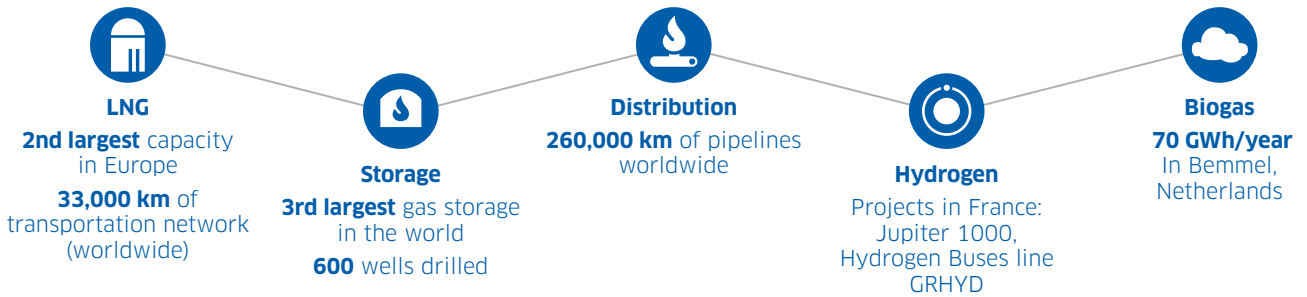 LNG
2nd largest capacity
in Europe
33,000 km of
transportation network
(worldwide)
Storage
3rd largest gas storage
in the world
600 wells drilled
Distribution
260,000 km of pipelines
worldwide
Hydrogen
Projects in France:
Jupiter 1000,
Hydrogen Buses line
GRHYD
Biogas
70 GWh/year
In Bemmel,
Netherlands